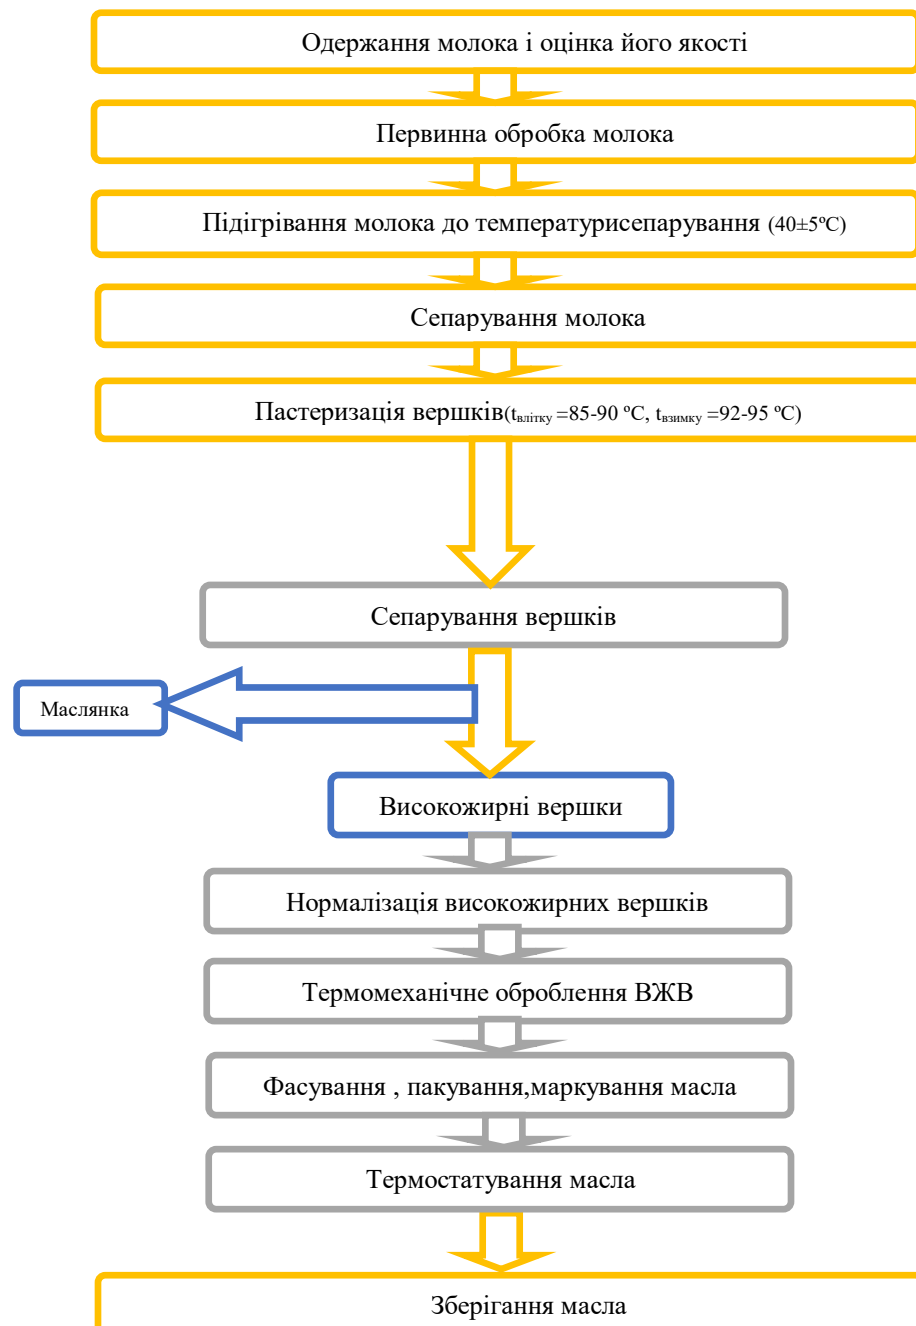 Одержання молока і оцінка його якості
Первинна обробка молока
Підігрівання молока до температурисепарування (40±5ºС)
Сепарування молока
Пастеризація вершків(tвлітку =85-90 ºС, tвзимку =92-95 ºС)
Сепарування вершків
Маслянка
Високожирні вершки
Нормалізація високожирних вершків
Термомеханічне оброблення ВЖВ
Фасування , пакування,маркування масла
Термостатування масла
Зберігання масла